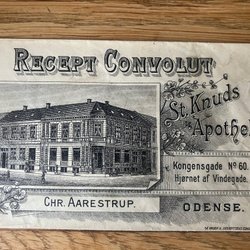 RECEPT CONVOLUT
St. Knuds
Apothe
Kongensgade No 60.
Hjørnet af Vindegade.
CHR. AARESTRUP.
ODENSE.